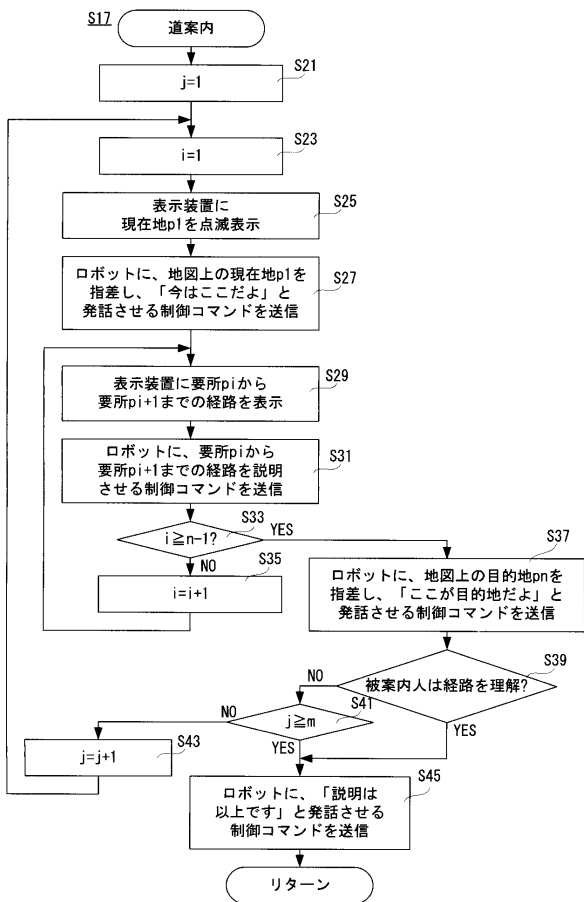 S17
道案内
S21
j=1
S23
i=1
S25
表示装置に
現在地p1を点滅表示
S27
ロボットに、地図上の現在地p1を
指差し、「今はここだよ」と
発話させる制御コマンドを送信
S29
表示装置に要所piから
要所pi+1までの経路を表示
S31
ロボットに、要所piから
要所pi+1までの経路を説明
させる制御コマンドを送信
S33
i≧n-1?
YES
NO
S35
i=i+1
S37
ロボットに、地図上の目的地pnを
指差し、「ここが目的地だよ」と
発話させる制御コマンドを送信
S39
被案内人は経路を理解?
NO
YES
S41
j≧m
NO
YES
S43
j=j+1
S45
ロボットに、「説明は
以上です」と発話させる
制御コマンドを送信
リターン